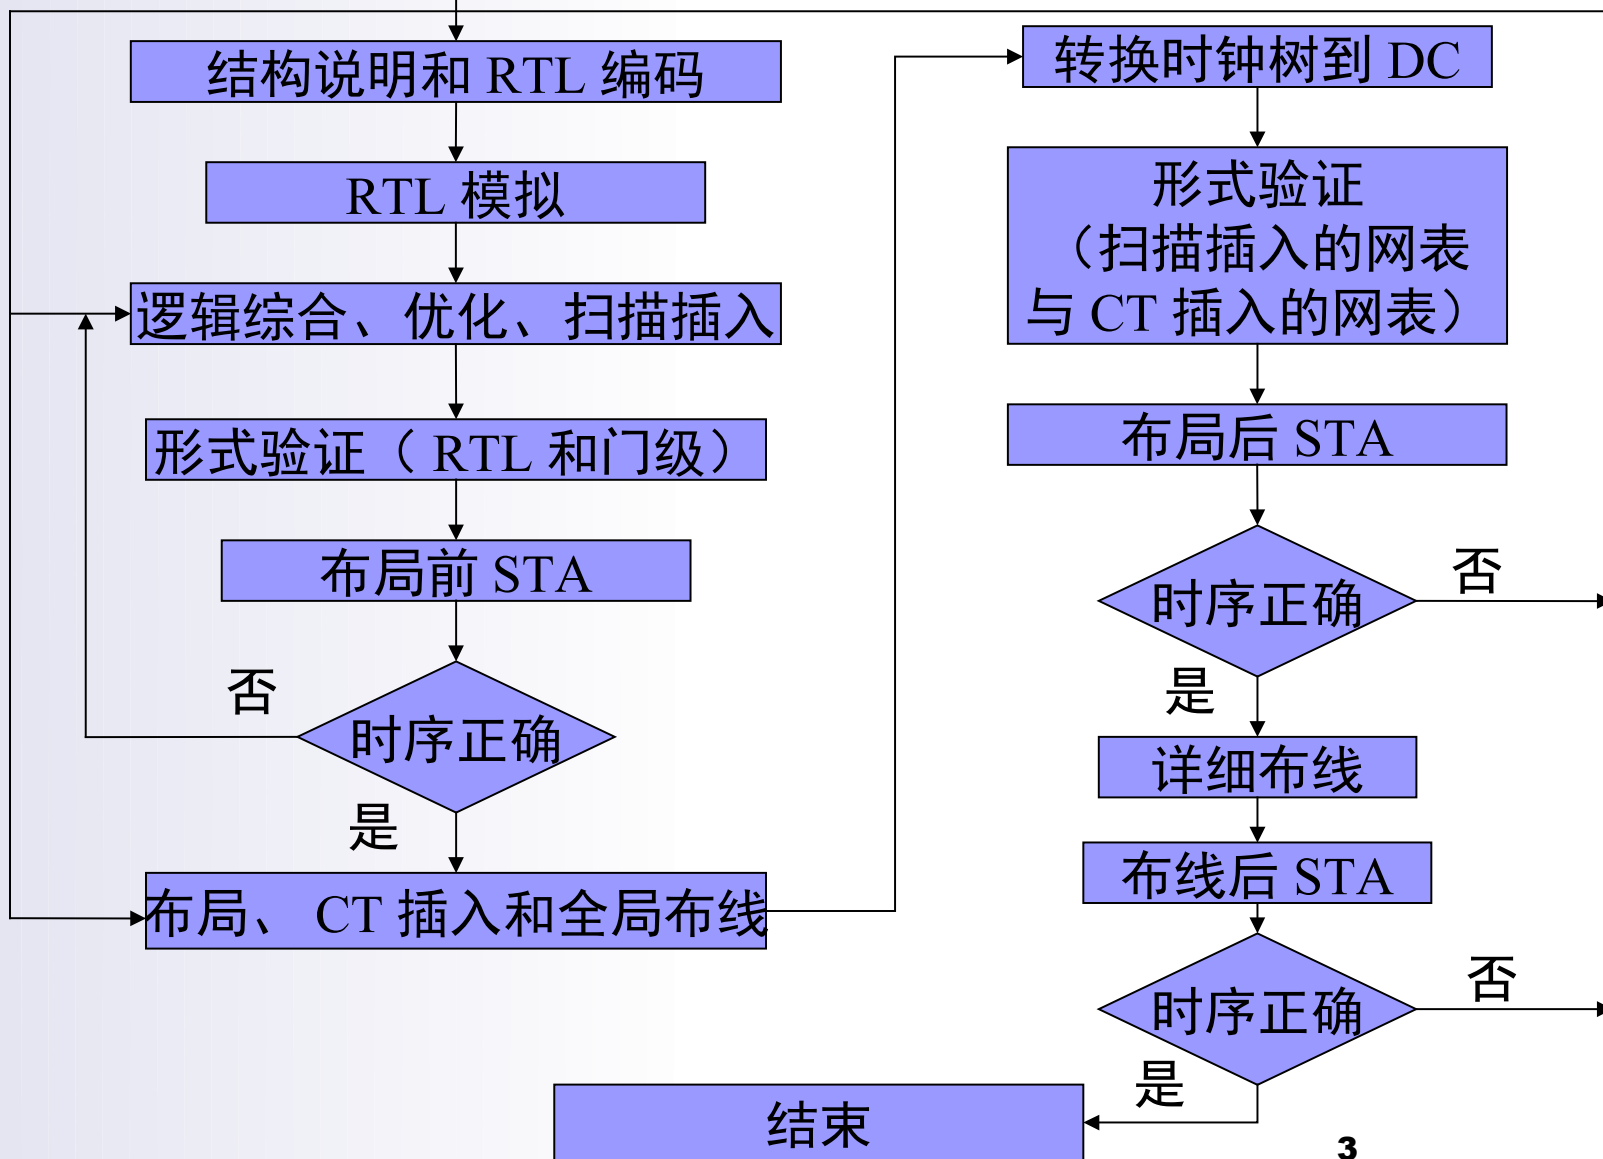 结构说明和 RTL 编码
RTL 模拟
逻辑综合、优化、扫描插入
形式验证（ RTL 和门级）
布局前 STA
否
时序正确
是
布局、 CT 插入和全局布线
转换时钟树到 DC
形式验证
（扫描插入的网表
与 CT 插入的网表）
布局后 STA
否
时序正确
是
详细布线
布线后 STA
否
时序正确
是
结束
3